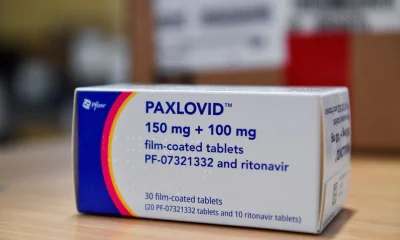 Pfizer
PAXLOVID™
150 mg + 100 mg
film-coated tablets
PF-07321332 and ritonavir
30 film-coated tablets
(20 PF-07321332 tablets and 10 ritonavir tablets)